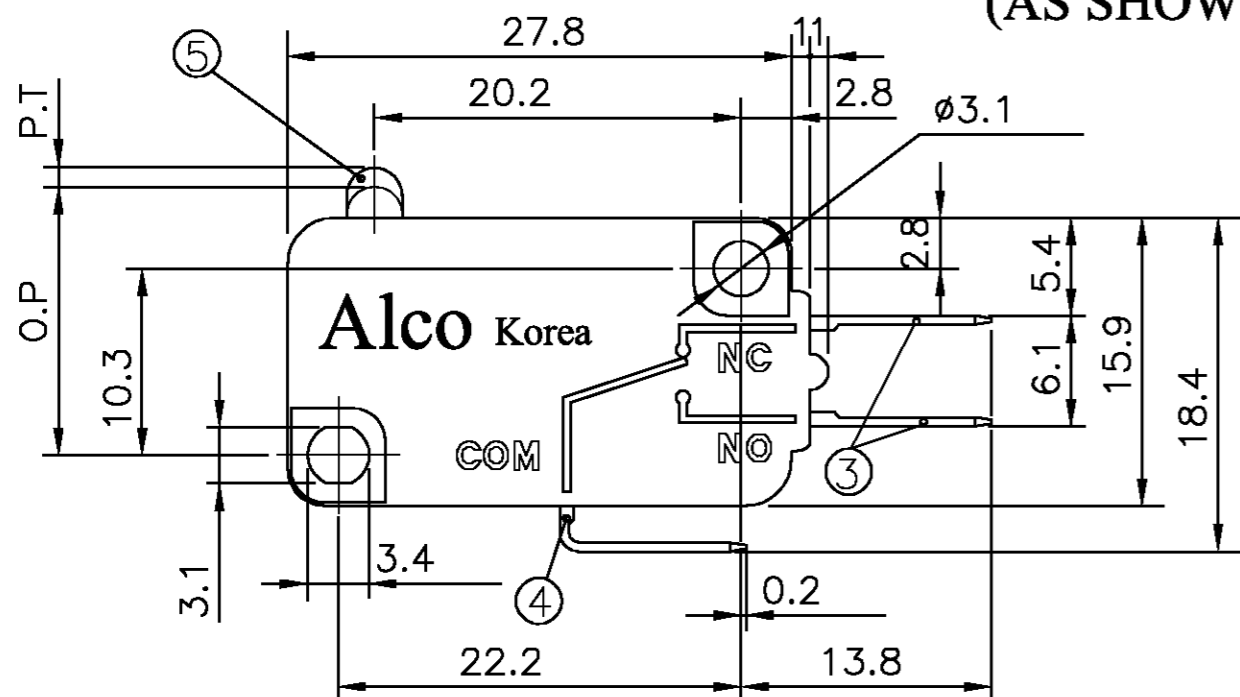 (AS SHOW
27.8
11
⑤
20.2
2.8
ø3.1
P.T
2.8
5.4
O.P
Alco Korea
NC
10.3
6.1
15.9
18.4
COM
NO
③
3.1
3.4
④
0.2
22.2
13.8